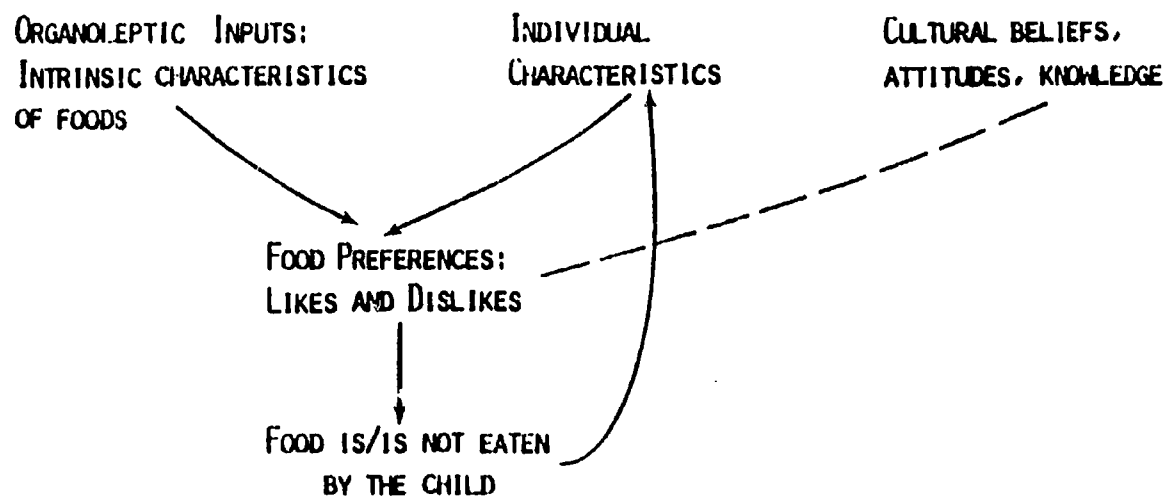 ORGANOLEPTIC INPUTS:
INTRINSIC CHARACTERISTICS
OF FOODS
INDIVIDUAL
CHARACTERISTICS
CULTURAL BELIEFS,
ATTITUDES, KNOWLEDGE
FOOD PREFERENCES:
LIKES AND DISLIKES
FOOD IS/IS NOT EATEN
BY THE CHILD